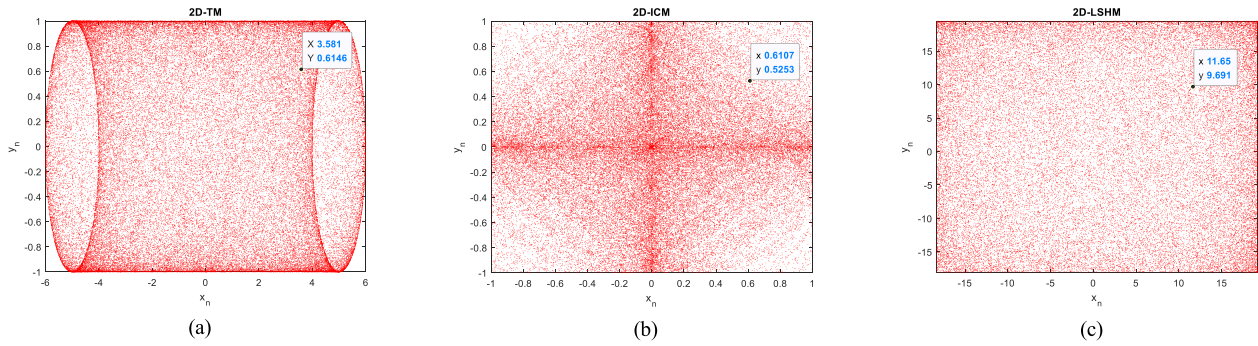 2D-TM
1
0.8
0.6
0.4
0.2
0
-0.2
-0.4
-0.6
-0.8
-1
y_n
X 3.581
Y 0.6146
-6 -4 -2 0 2 4 6
x_n
(a)
2D-ICM
1
0.8
0.6
0.4
0.2
0
-0.2
-0.4
-0.6
-0.8
-1
y_n
x 0.6107
y 0.5253
-1 -0.8 -0.6 -0.4 -0.2 0 0.2 0.4 0.6 0.8 1
x_n
(b)
2D-LSHM
15
10
5
0
-5
-10
-15
y_n
x 11.65
y 9.691
-15 -10 -5 0 5 10 15
x_n
(c)